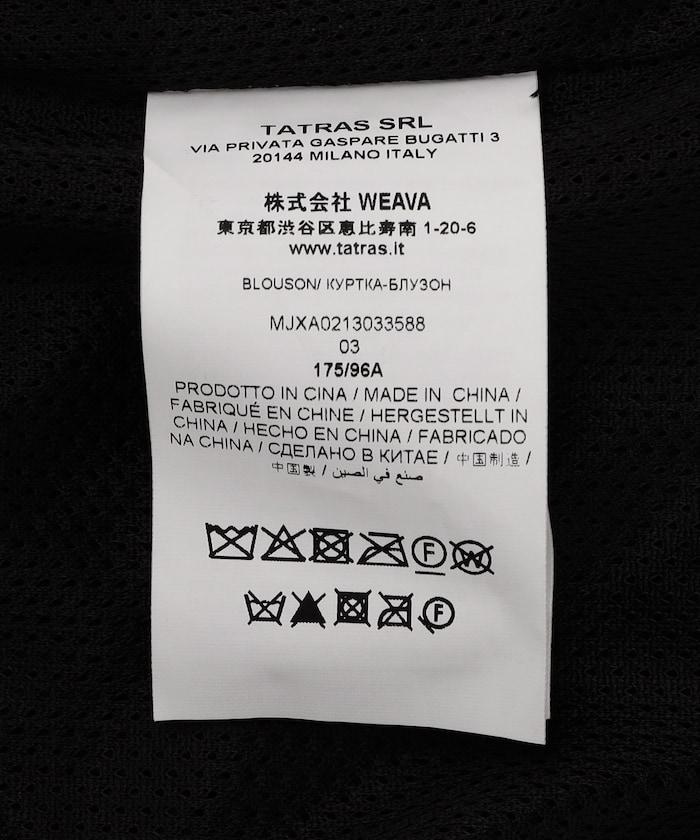 TATRAS SRL
VIA PRIVATA GASPARE BUGATTI 3
20144 MILANO ITALY
株式会社 WEAVA
東京都渋谷区恵比寿南 1-20-6
www.tatras.it
BLOUSON/ КУРТКА-БЛУЗОН
MJXA0213033588
03
175/96A
PRODOTTO IN CINA / MADE IN CHINA /
FABRIQUÉ EN CHINE / HERGESTELLT IN
CHINA / HECHO EN CHINA / FABRICADO
NA CHINA / СДЕЛАНО В КИТАЕ / 中国制造 /
中国製 / صنع في الصين
F W
F